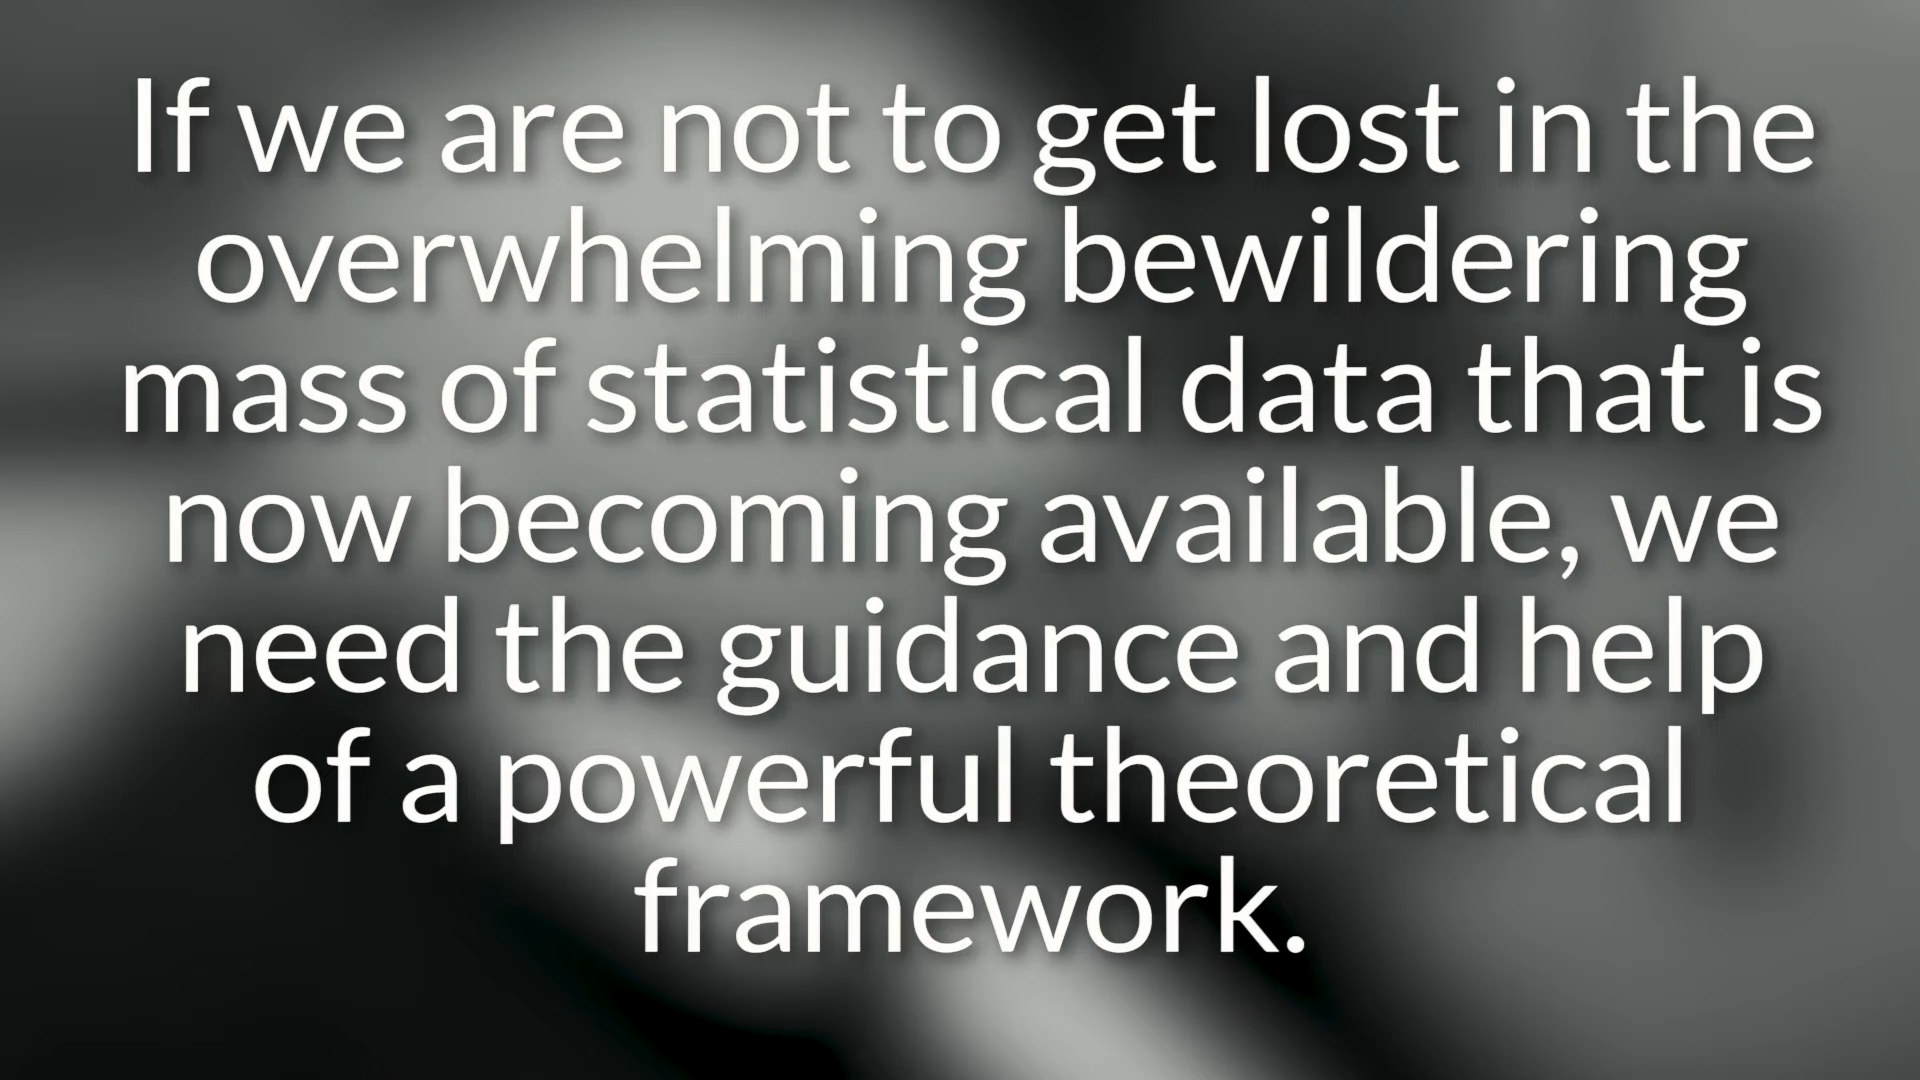 If we are not to get lost in the
overwhelming bewildering
mass of statistical data that is
now becoming available, we
need the guidance and help
of a powerful theoretical
framework.